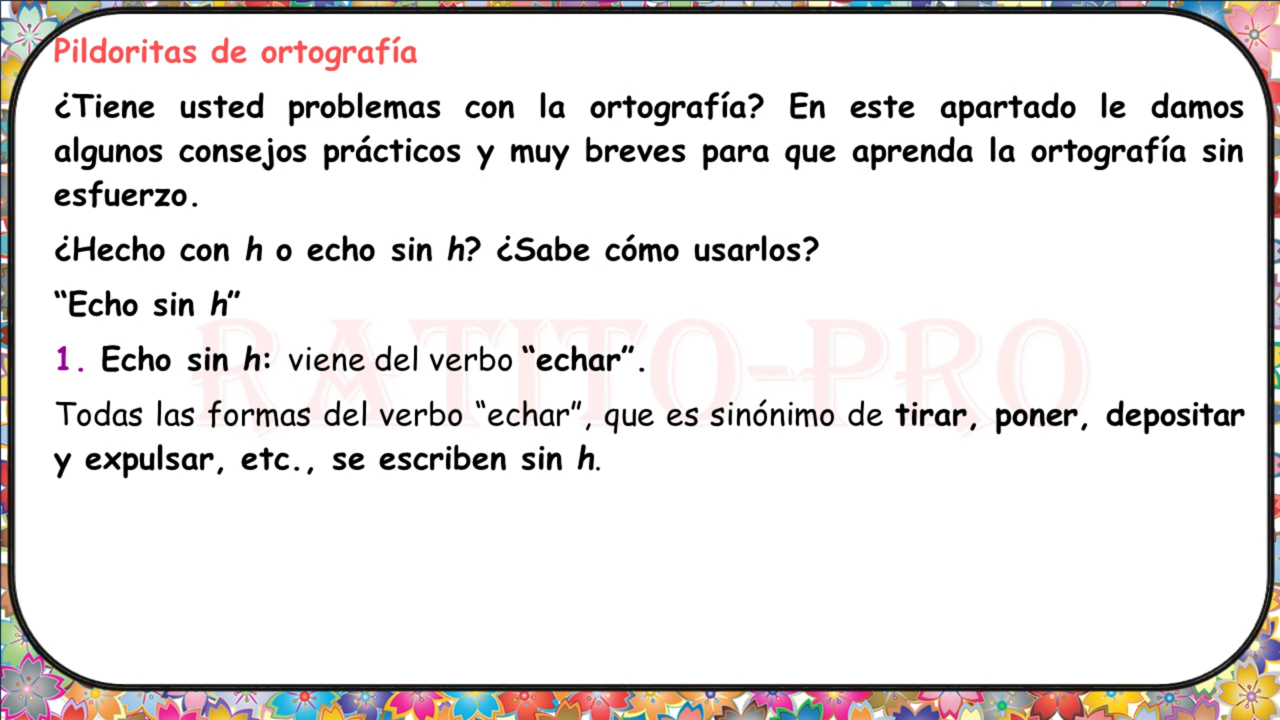 Pildoritas de ortografía
¿Tiene usted problemas con la ortografía? En este apartado le damos
algunos consejos prácticos y muy breves para que aprenda la ortografía sin
esfuerzo.
¿Hecho con h o echo sin h? ¿Sabe cómo usarlos?
“Echo sin h”
RATITO-PRO
1. Echo sin h: viene del verbo “echar”.
Todas las formas del verbo “echar”, que es sinónimo de tirar, poner, depositar
y expulsar, etc., se escriben sin h.